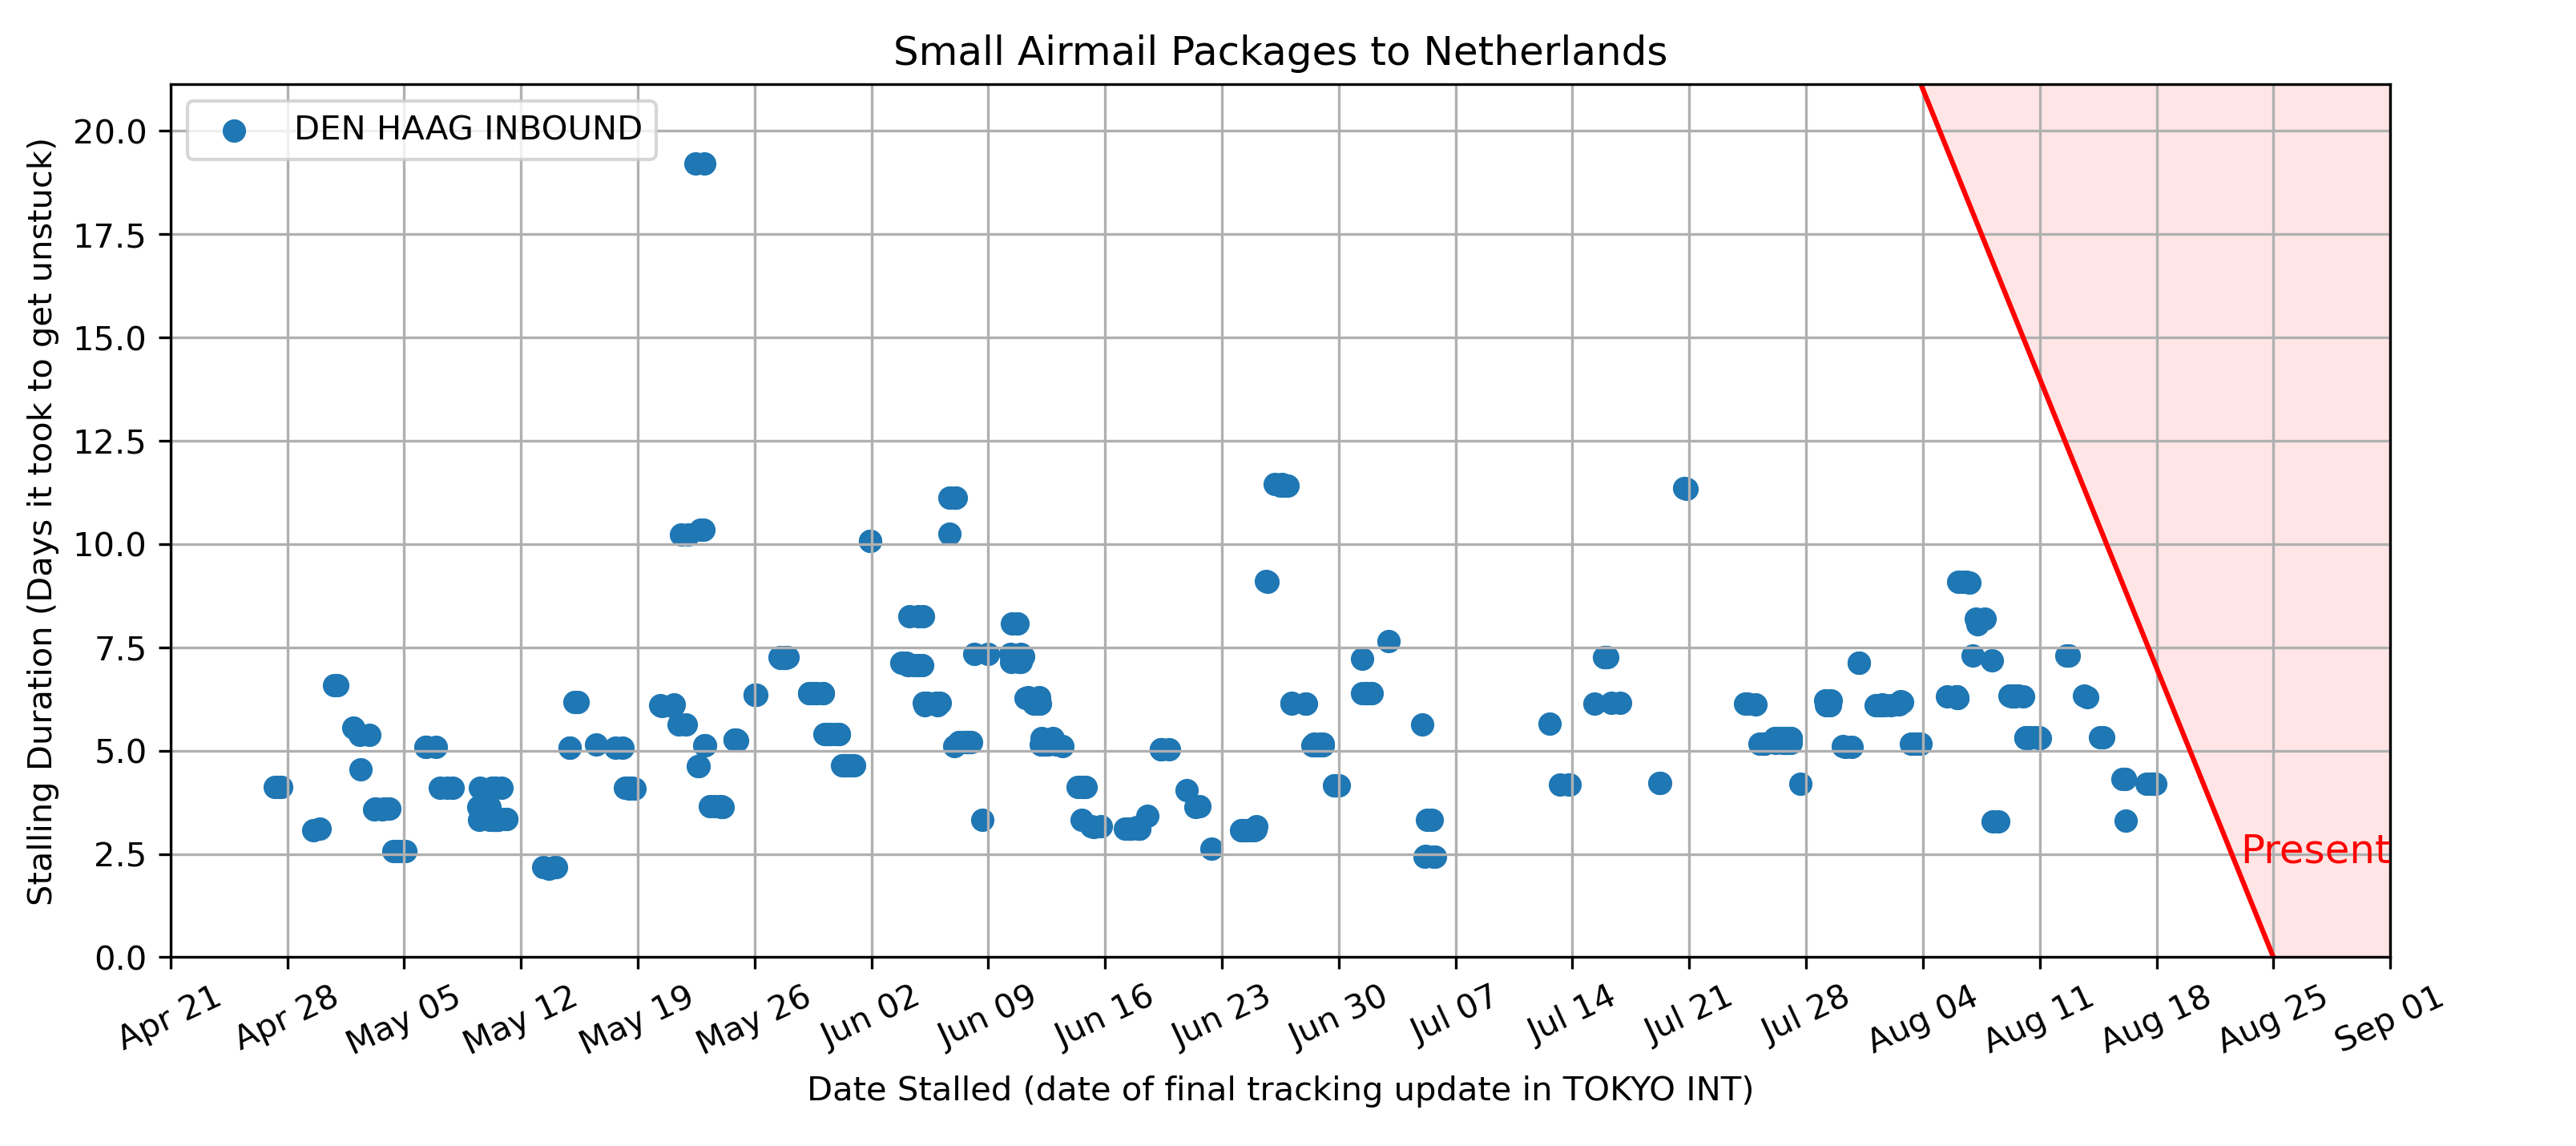 Small Airmail Packages to Netherlands
DEN HAAG INBOUND
Stalling Duration (Days it took to get unstuck)
20.0
17.5
15.0
12.5
10.0
7.5
5.0
2.5
0.0
Present
Apr 21
Apr 28
May 05
May 12
May 19
May 26
Jun 02
Jun 09
Jun 16
Jun 23
Jun 30
Jul 07
Jul 14
Jul 21
Jul 28
Aug 04
Aug 11
Aug 18
Aug 25
Sep 01
Date Stalled (date of final tracking update in TOKYO INT)